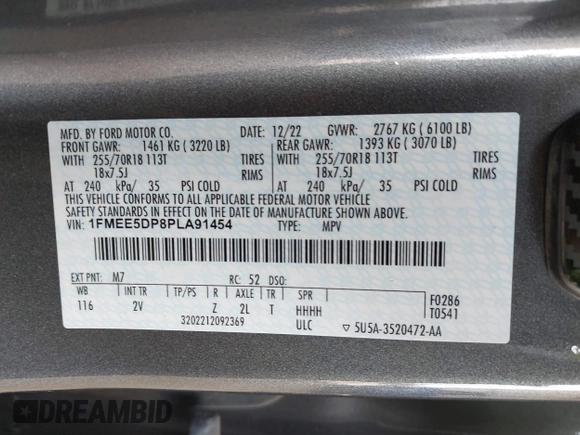 MFD. BY FORD MOTOR CO. 12/22 GVWR: 2767 KG ( 6100 LB)
FRONT GAWR: 1461 KG ( 3220 LB) REAR GAWR: 1393 KG ( 3070 LB)
WITH 255/70R18 113T TIRES WITH 255/70R18 113T TIRES
18x7.5J RIMS 18x7.5J RIMS
AT 240 kPa/ 35 PSI COLD AT 240 kPa/ 35 PSI COLD
THIS VEHICLE CONFORMS TO ALL APPLICABLE FEDERAL MOTOR VEHICLE
SAFETY STANDARDS IN EFFECT ON THE DATE OF MANUFACTURE SHOWN ABOVE.
VIN: 1FMEE5DP8PLA91454 TYPE: MPV
EXT PNT: M7 RC: 52 DSO:
WB INT TR TP/PS R AXLE TR SPR F0286
116 2V Z 2L T HHHH T0541
3202212092369 ULC ▽ 5U5A-3520472-AA
DREAMBID